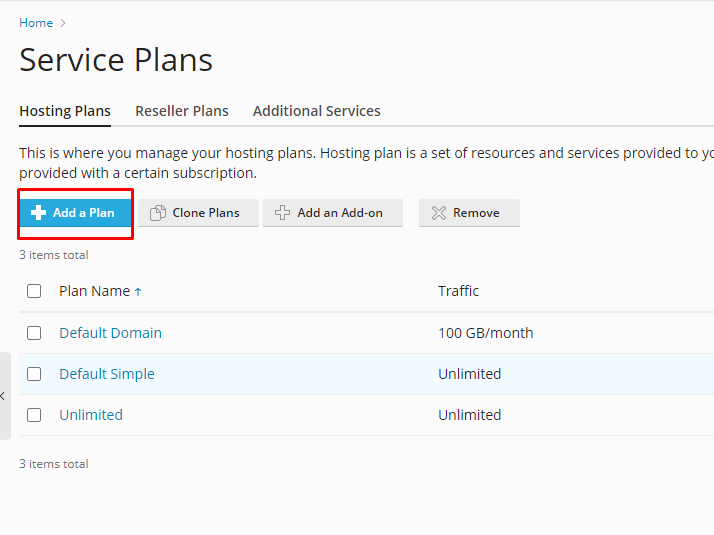 Home >
Service Plans
Hosting Plans Reseller Plans Additional Services
This is where you manage your hosting plans. Hosting plan is a set of resources and services provided to
provided with a certain subscription.
Add a Plan Clone Plans Add an Add-on Remove
3 items total
Plan Name ↑ Traffic
Default Domain 100 GB/month
Default Simple Unlimited
Unlimited Unlimited
3 items total